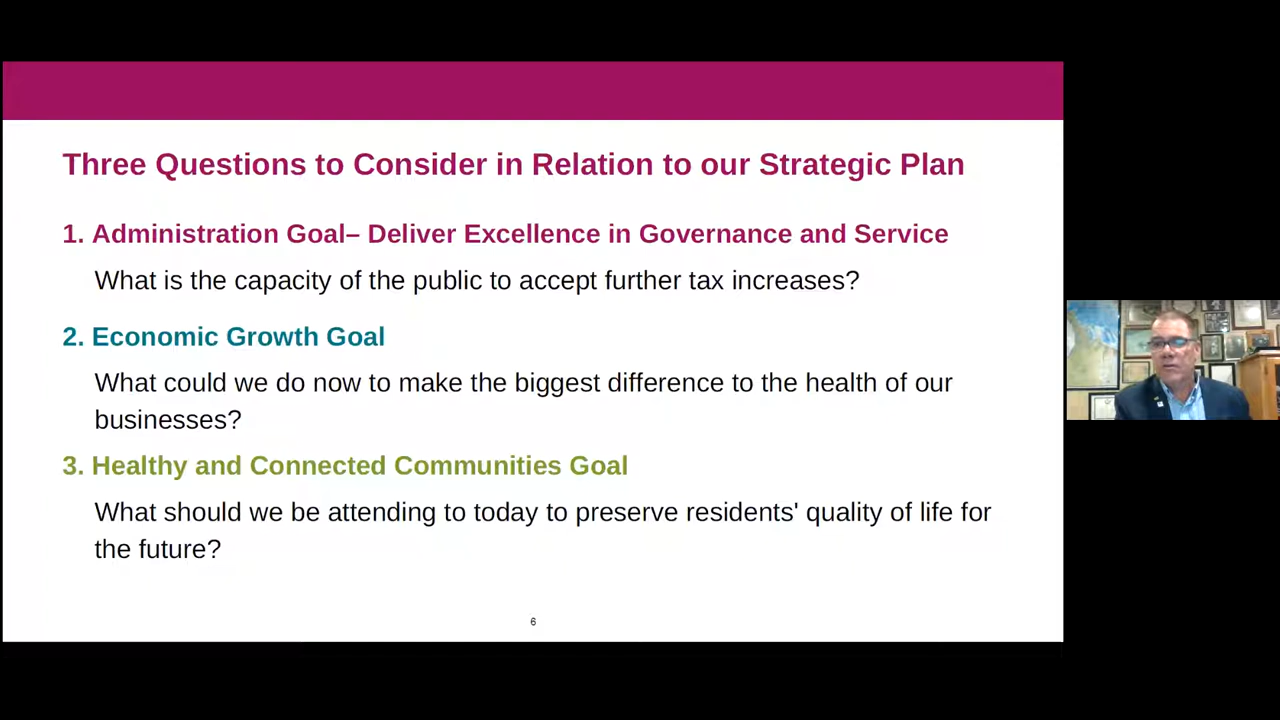 Three Questions to Consider in Relation to our Strategic Plan
1. Administration Goal– Deliver Excellence in Governance and Service
What is the capacity of the public to accept further tax increases?
2. Economic Growth Goal
What could we do now to make the biggest difference to the health of our
businesses?
3. Healthy and Connected Communities Goal
What should we be attending to today to preserve residents' quality of life for
the future?
6